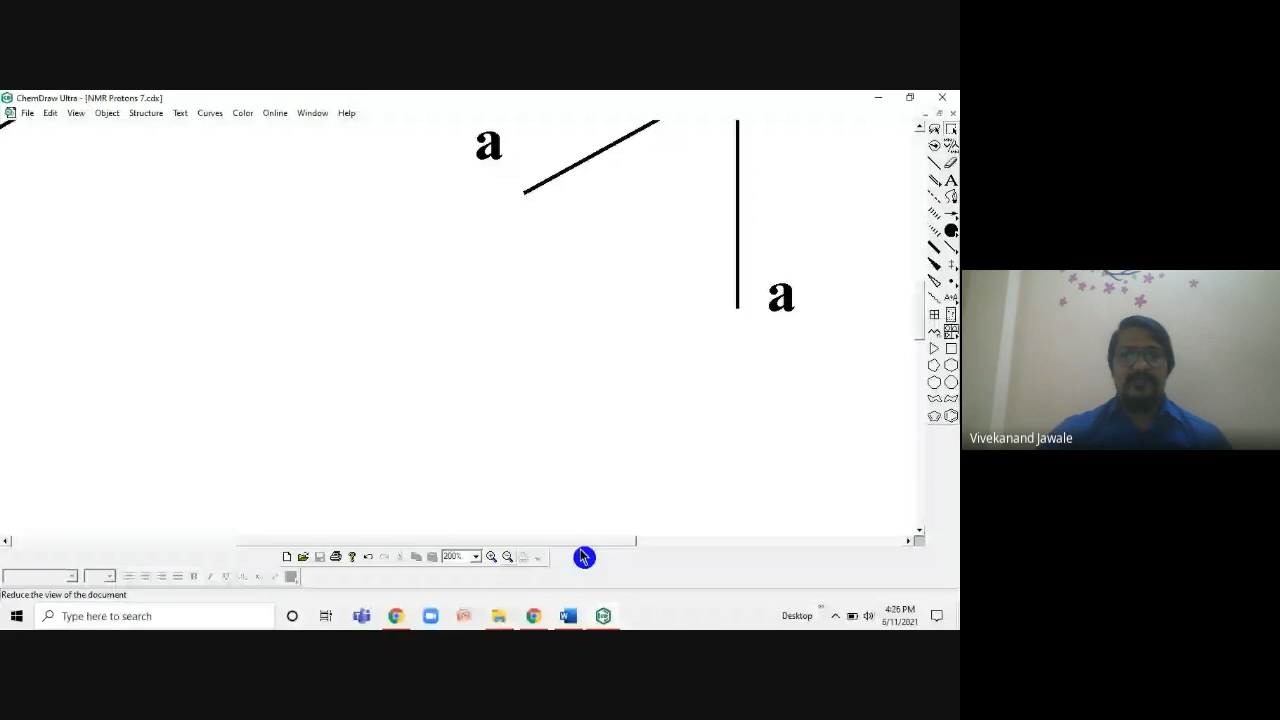 ChemDraw Ultra - [NMR Protons 7.cdx]
File Edit View Object Structure Text Curves Color Online Window Help
a
a
200%
Reduce the view of the document
Type here to search
Desktop
4:26 PM
6/11/2021
Vivekanand Jawale